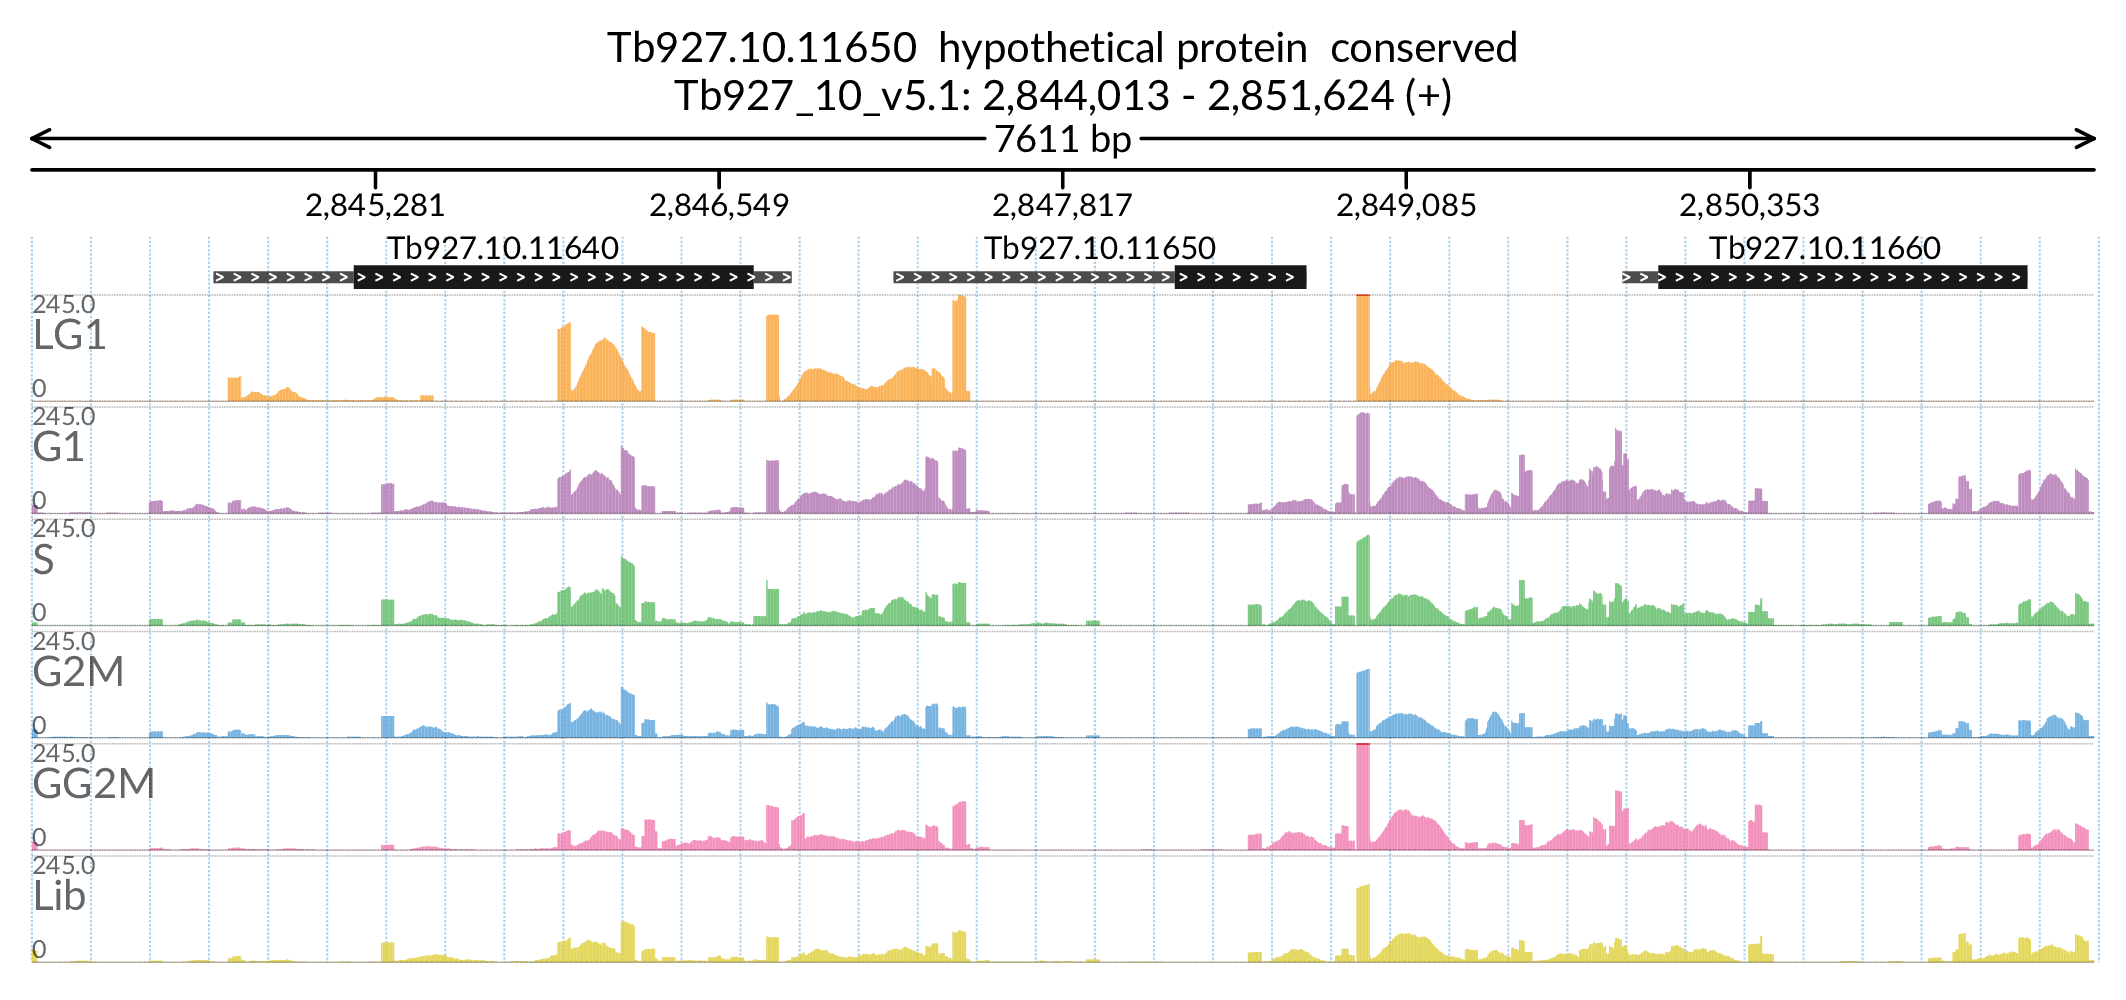 Tb927.10.11650 hypothetical protein conserved
Tb927_10_v5.1: 2,844,013 - 2,851,624 (+)
7611 bp
2,845,281 2,846,549 2,847,817 2,849,085 2,850,353
Tb927.10.11640 Tb927.10.11650 Tb927.10.11660
245.0
LG1
0
245.0
G1
0
245.0
S
0
245.0
G2M
0
245.0
GG2M
0
245.0
Lib
0